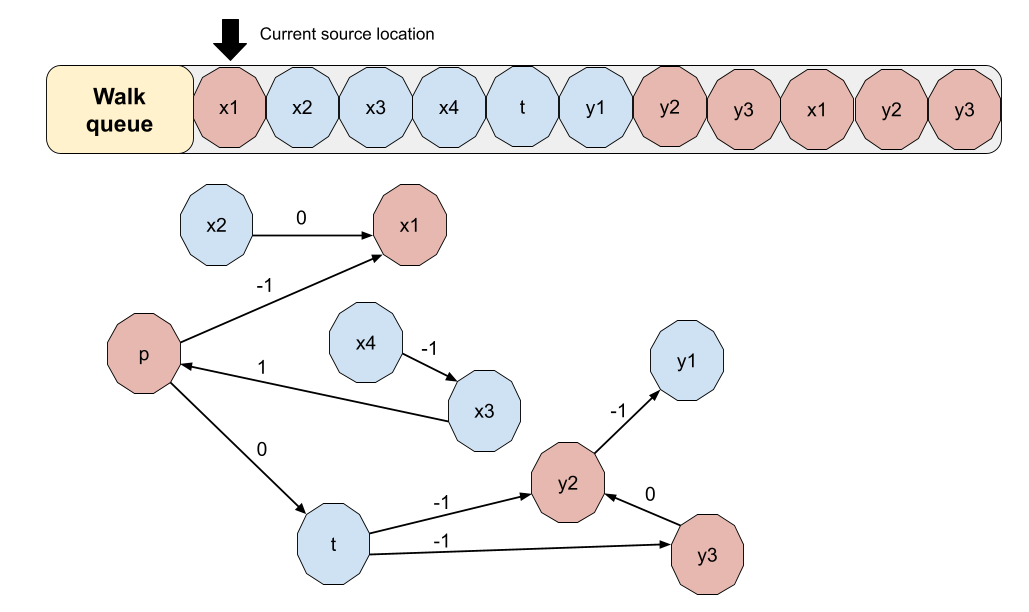 Current source location
Walk
queue
x1 x2 x3 x4 t y1 y2 y3 x1 y2 y3
x2 0 x1
-1
x4 -1
p
y1
1
x3
-1
0
y2
-1 0
-1
t
y3